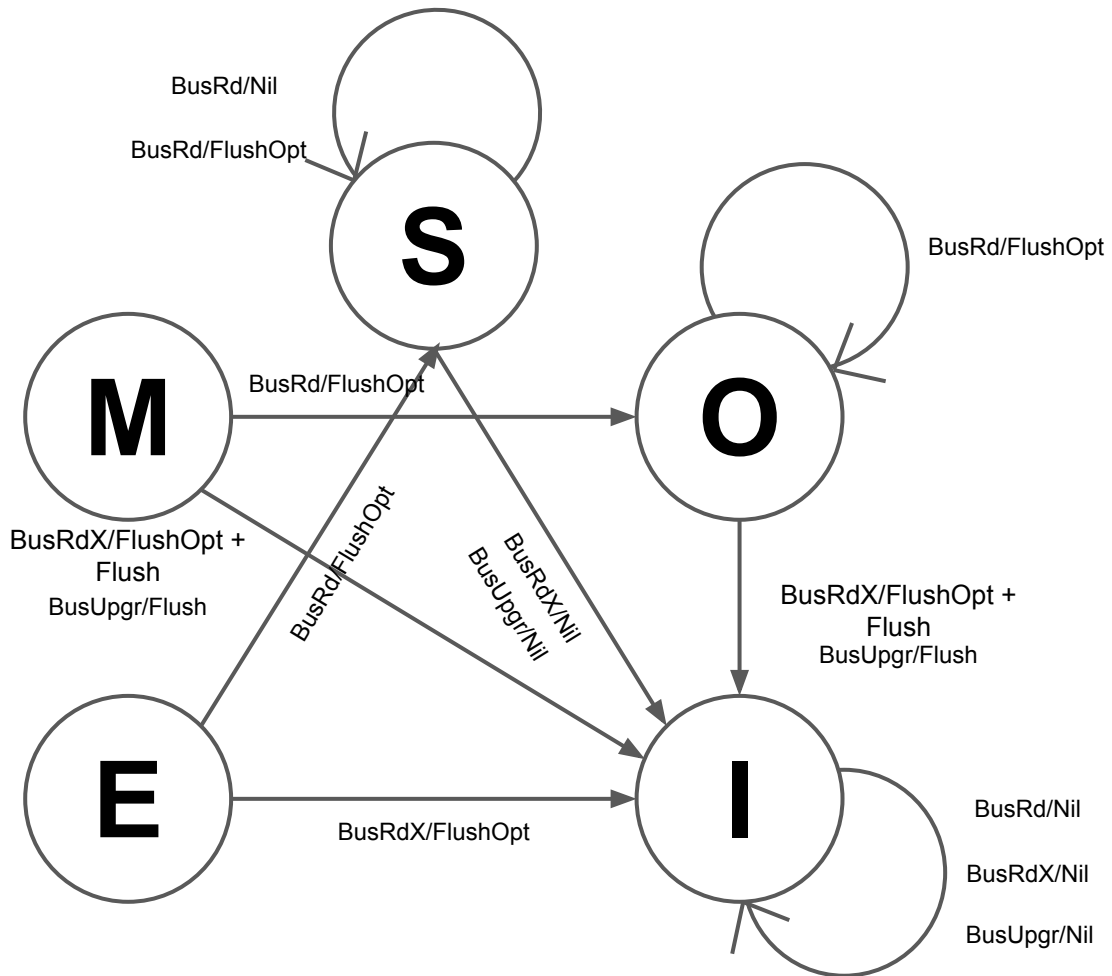 BusRd/Nil
BusRd/FlushOpt
S
BusRd/FlushOpt
M
BusRd/FlushOpt
O
BusRdX/FlushOpt +
Flush
BusUpgr/Flush
BusRd/FlushOpt
BusRdX/Nil
BusUpgr/Nil
BusRdX/FlushOpt +
Flush
BusUpgr/Flush
E
BusRdX/FlushOpt
I
BusRd/Nil
BusRdX/Nil
BusUpgr/Nil